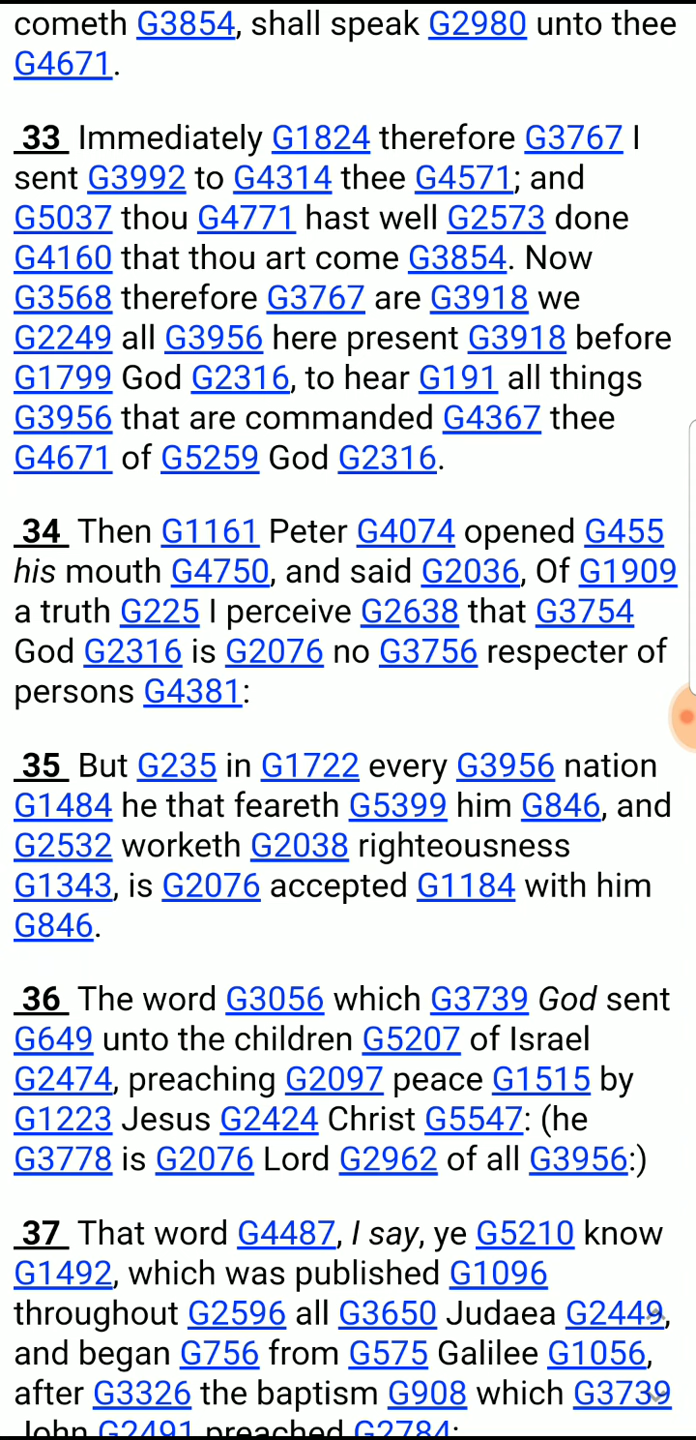 cometh G3854, shall speak G2980 unto thee
G4671.
33 Immediately G1824 therefore G3767 I
sent G3992 to G4314 thee G4571; and
G5037 thou G4771 hast well G2573 done
G4160 that thou art come G3854. Now
G3568 therefore G3767 are G3918 we
G2249 all G3956 here present G3918 before
G1799 God G2316, to hear G191 all things
G3956 that are commanded G4367 thee
G4671 of G5259 God G2316.
34 Then G1161 Peter G4074 opened G455
his mouth G4750, and said G2036, Of G1909
a truth G225 I perceive G2638 that G3754
God G2316 is G2076 no G3756 respecter of
persons G4381:
35 But G235 in G1722 every G3956 nation
G1484 he that feareth G5399 him G846, and
G2532 worketh G2038 righteousness
G1343, is G2076 accepted G1184 with him
G846.
36 The word G3056 which G3739 God sent
G649 unto the children G5207 of Israel
G2474, preaching G2097 peace G1515 by
G1223 Jesus G2424 Christ G5547: (he
G3778 is G2076 Lord G2962 of all G3956:)
37 That word G4487, I say, ye G5210 know
G1492, which was published G1096
throughout G2596 all G3650 Judaea G2449,
and began G756 from G575 Galilee G1056,
after G3326 the baptism G908 which G3739
John G2491 preached G2784;